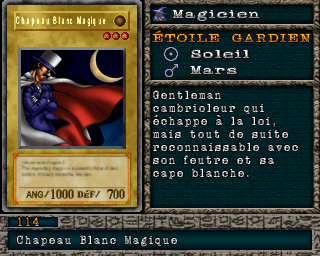 Chapeau Blanc Magique
ANG/1000 DÉF/ 700
Magicien
ÉTOILE GARDIEN
Soleil
Mars
Gentleman
cambrioleur qui
échappe à la loi,
mais tout de suite
reconnaissable avec
son feutre et sa
cape blanche.
114
Chapeau Blanc Magique